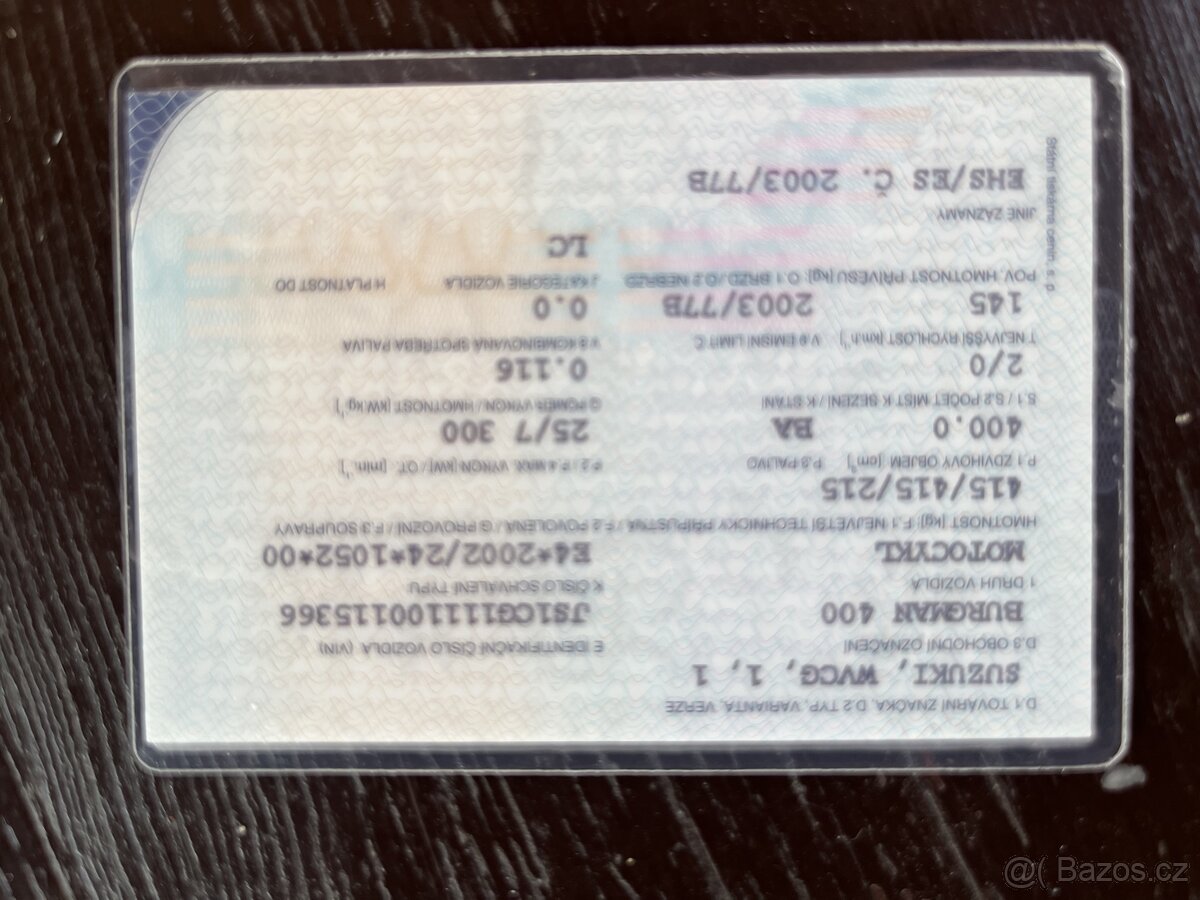 D.1 TOVÁRNÍ ZNAČKA, D.2 TYP, VARIANTA, VERZE
SUZUKI, WVCG, 1, 1
D.3 OBCHODNÍ OZNAČENÍ E IDENTIFIKAČNÍ ČÍSLO VOZIDLA (VIN)
BURGMAN 400 JS1CG111100115366
1 DRUH VOZIDLA K ČÍSLO SCHVÁLENÍ TYPU
MOTOCYKL E4*2002/24*1052*00
HMOTNOST [kg]: F.1 NEJVĚTŠÍ TECHNICKY PŘÍPUSTNÁ / F.2 POVOLENÁ / G PROVOZNÍ / F.3 SOUPRAVY
415/415/215
P.1 ZDVIHOVÝ OBJEM [cm³] P.3 PALIVO P.2 / P.4 MAX. VÝKON [kW] / OT. [min⁻¹]
400.0 BA 25/7 300
S.1 / S.2 POČET MÍST K SEZENÍ / K STÁNÍ Q POMĚR VÝKON / HMOTNOST [kW.kg⁻¹]
2/0 0.116
T NEJVYŠŠÍ RYCHLOST [km.h⁻¹] V.9 EMISNÍ LIMIT Č. V.8 KOMBINOVANÁ SPOTŘEBA PALIVA
145 2003/77B 0.0
POV. HMOTNOST PŘÍVĚSU [kg]: O.1 BRZD./O.2 NEBRZD. J KATEGORIE VOZIDLA H PLATNOST DO
LC
JINÉ ZÁZNAMY
EHS/ES Č. 2003/77B
Státní tiskárna cenin, s. p.
@( Bazos.cz